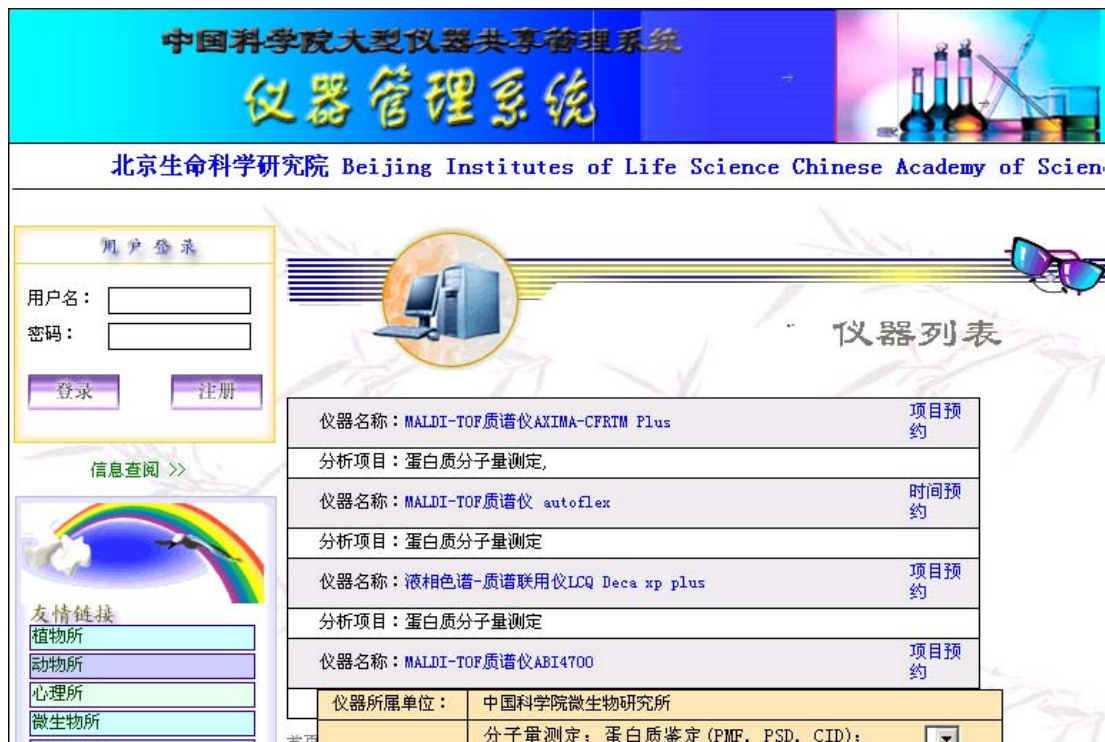 中国科学院大型仪器共享管理系统
仪器管理系统
北京生命科学研究院 Beijing Institutes of Life Science Chinese Academy of Scien
用户登录
用户名：
密码：
登录
注册
信息查阅 >>
友情链接
植物所
动物所
心理所
微生物所
仪器列表
仪器名称：MALDI-TOF质谱仪AXIMA-CFRTM Plus
项目预
约
分析项目：蛋白质分子量测定,
仪器名称：MALDI-TOF质谱仪 autoflex
时间预
约
分析项目：蛋白质分子量测定
仪器名称：液相色谱-质谱联用仪LCQ Deca xp plus
项目预
约
分析项目：蛋白质分子量测定
仪器名称：MALDI-TOF质谱仪ABI4700
项目预
约
仪器所属单位： 中国科学院微生物研究所
分子量测定; 蛋白质鉴定(PMF, PSD, CID);